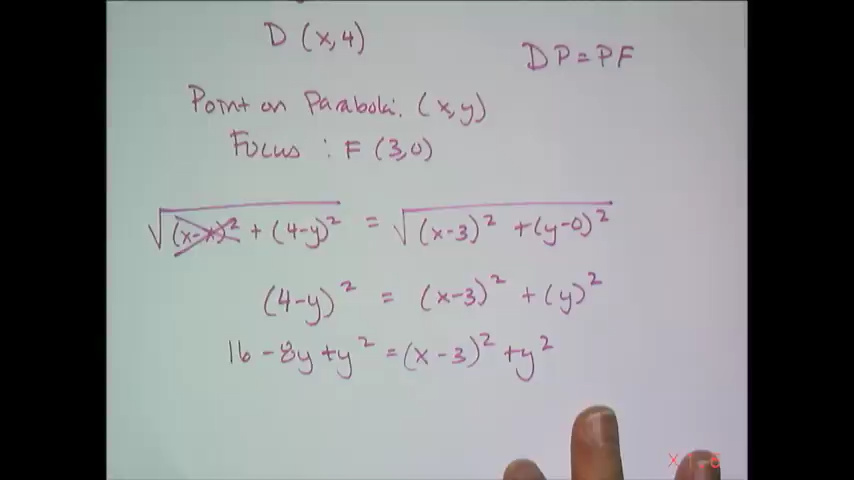 D (x,4)
DP=PF
Point on Parabola: (x,y)
Focus : F (3,0)
√((x-x)² + (4-y)²) = √((x-3)² + (y-0)²)
(4-y)² = (x-3)² + (y)²
16 - 8y + y² = (x - 3)² + y²